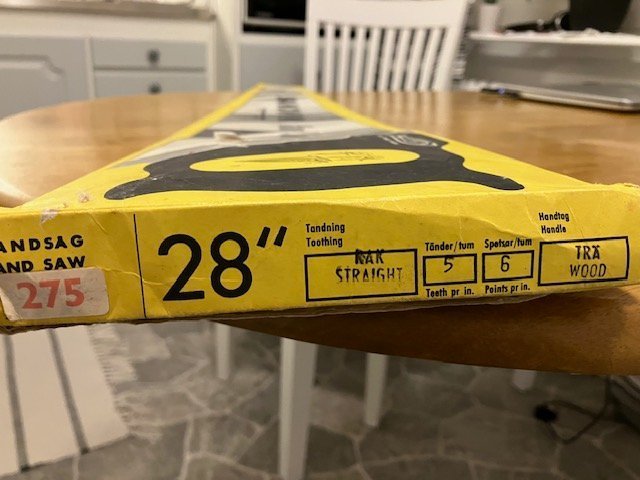 ANDSAG
AND SAW
275
28"
Tandning
Toothing
RAK
STRAIGHT
Tänder/tum
5
Teeth pr in.
Spetsar/tum
6
Points pr in.
Handtag
Handle
TRÄ
WOOD